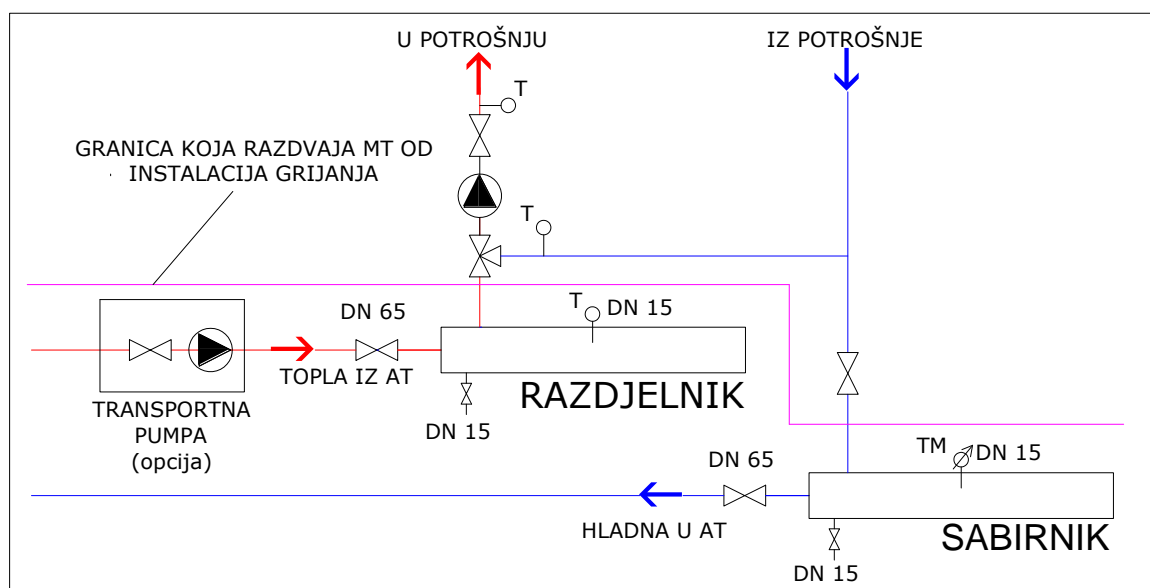 U POTROŠNJU
IZ POTROŠNJE
T
GRANICA KOJA RAZDVAJA MT OD
INSTALACIJA GRIJANJA
T
DN 65
T
DN 15
TOPLA IZ AT
RAZDJELNIK
TRANSPORTNA
PUMPA
(opcija)
DN 15
DN 65
TM
DN 15
HLADNA U AT
SABIRNIK
DN 15